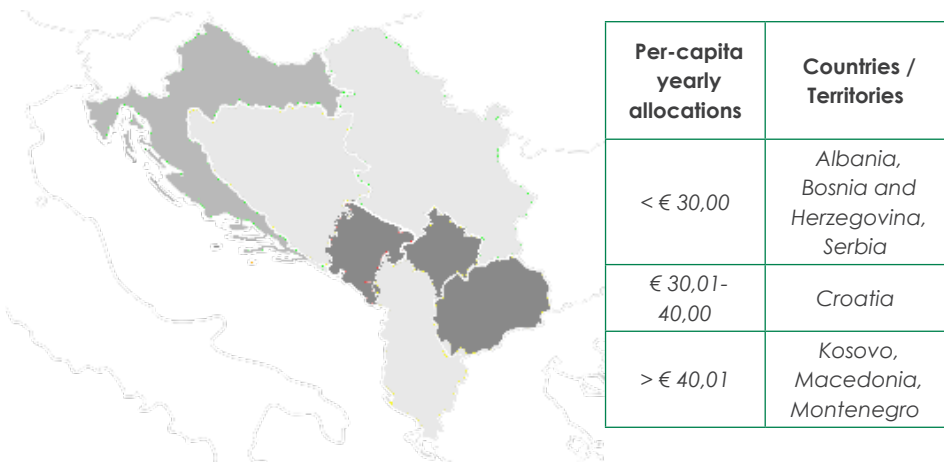 Per-capita
yearly
allocations
Countries /
Territories
< € 30,00
Albania,
Bosnia and
Herzegovina,
Serbia
€ 30,01-
40,00
Croatia
> € 40,01
Kosovo,
Macedonia,
Montenegro